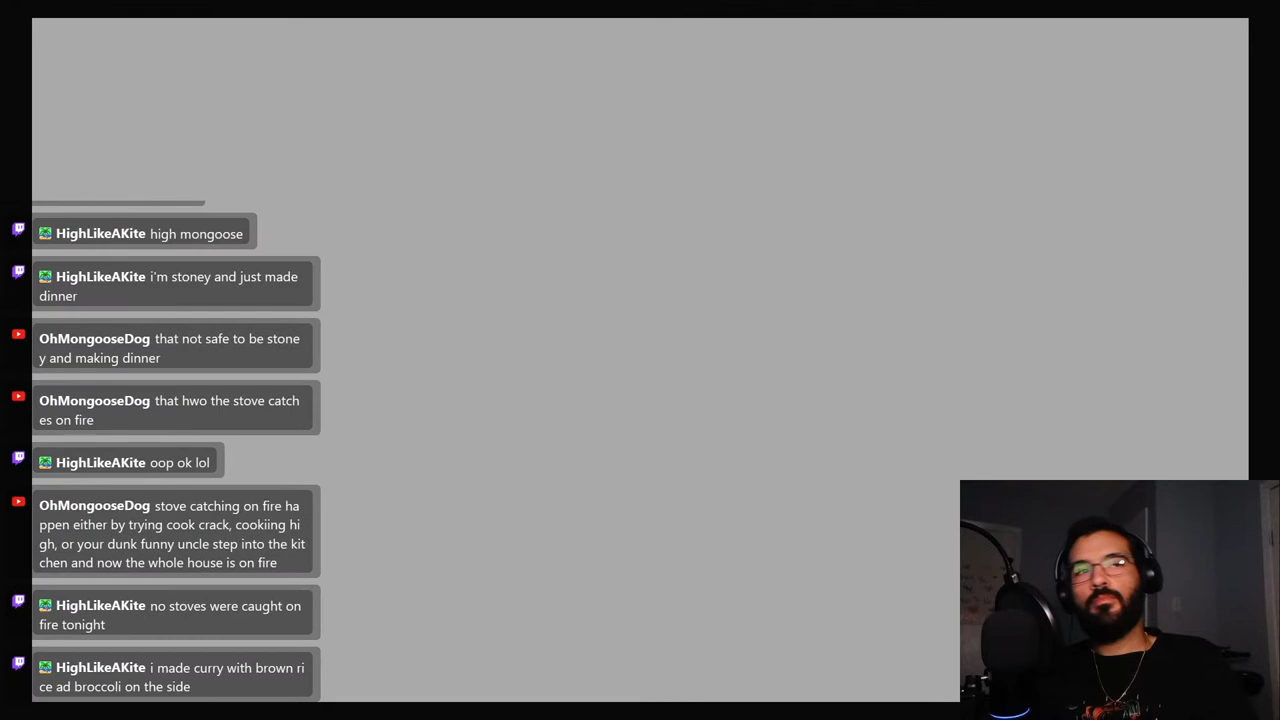 HighLikeAKite high mongoose
HighLikeAKite i'm stoney and just made
dinner
OhMongooseDog that not safe to be stone
y and making dinner
OhMongooseDog that hwo the stove catch
es on fire
HighLikeAKite oop ok lol
OhMongooseDog stove catching on fire ha
ppen either by trying cook crack, cookiing hi
gh, or your dunk funny uncle step into the kit
chen and now the whole house is on fire
HighLikeAKite no stoves were caught on
fire tonight
HighLikeAKite i made curry with brown ri
ce ad broccoli on the side